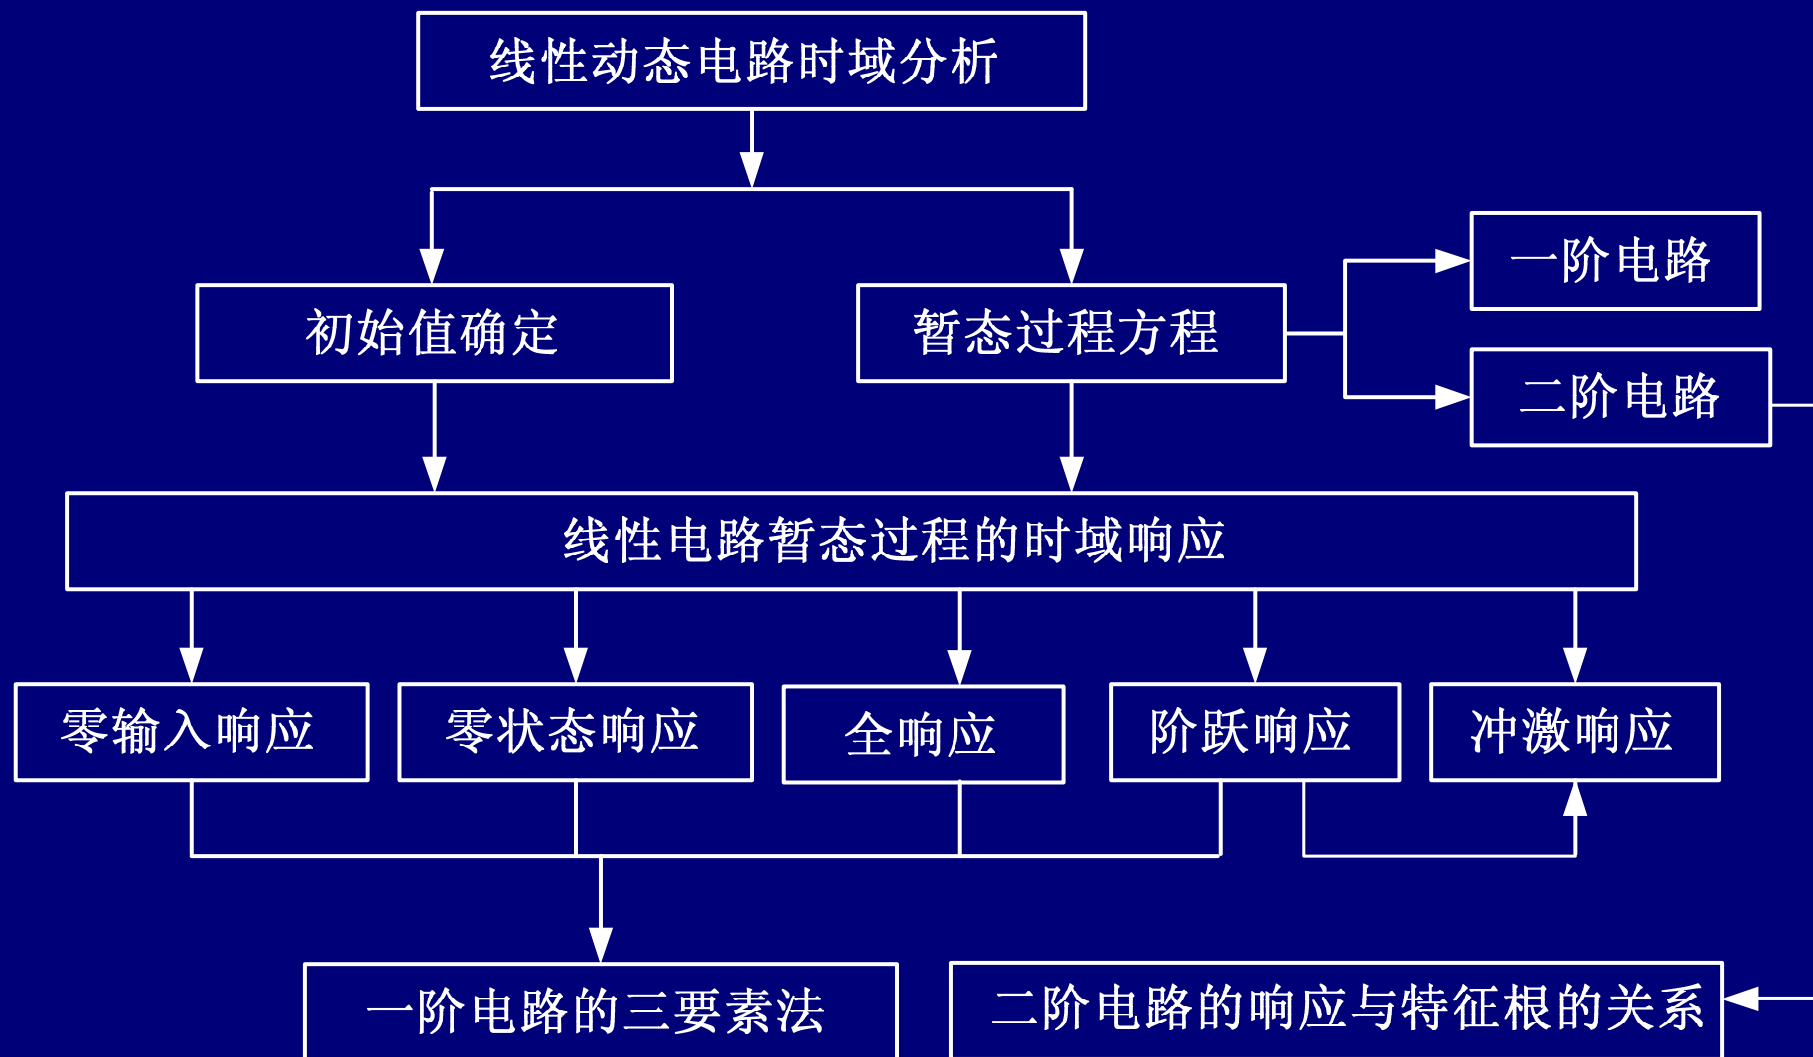 线性动态电路时域分析
一阶电路
初始值确定
暂态过程方程
二阶电路
线性电路暂态过程的时域响应
零输入响应
零状态响应
全响应
阶跃响应
冲激响应
一阶电路的三要素法
二阶电路的响应与特征根的关系